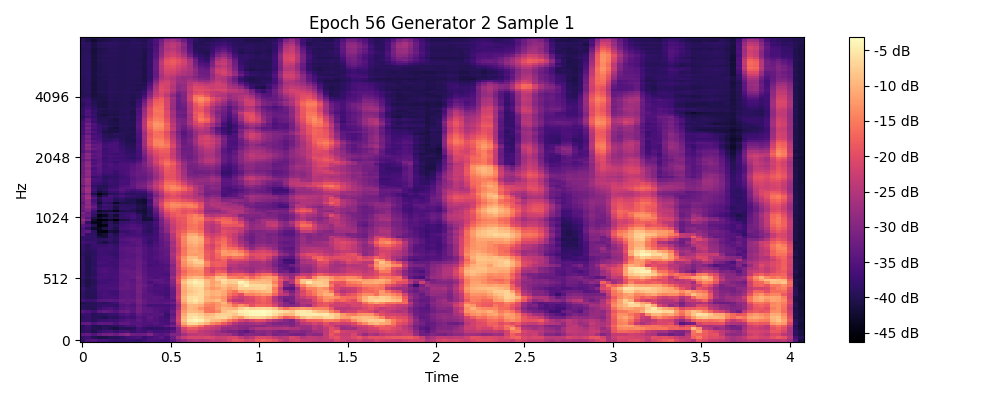 Epoch 56 Generator 2 Sample 1
Hz
4096
2048
1024
512
0
0 0.5 1 1.5 2 2.5 3 3.5 4
Time
-5 dB
-10 dB
-15 dB
-20 dB
-25 dB
-30 dB
-35 dB
-40 dB
-45 dB